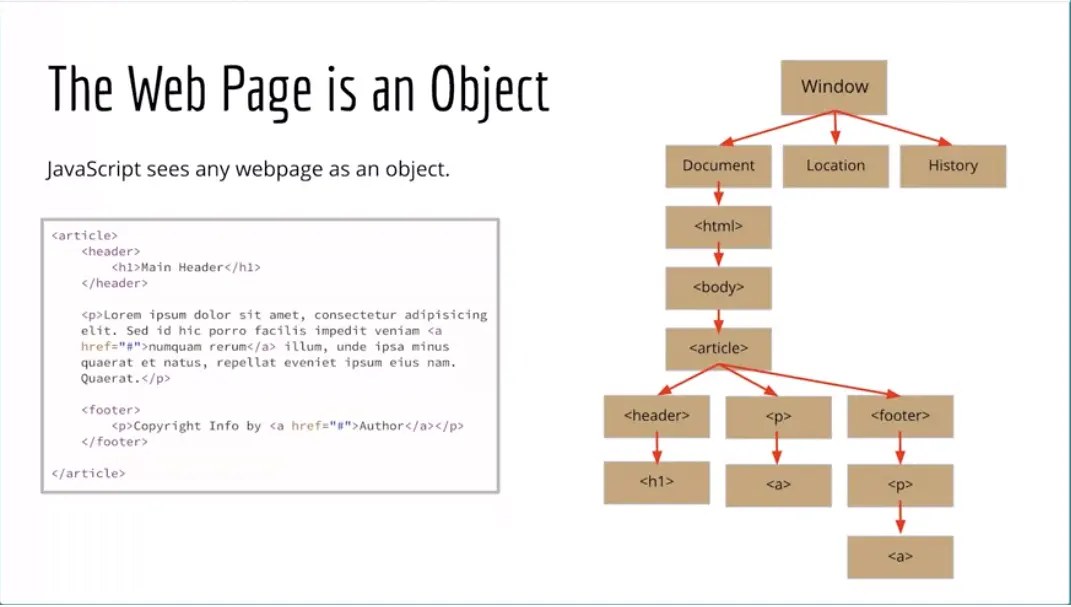 The Web Page is an Object
JavaScript sees any webpage as an object.
<article>
<header>
<h1>Main Header</h1>
</header>
<p>Lorem ipsum dolor sit amet, consectetur adipisicing
elit. Sed id hic porro facilis impedit veniam <a
href="#">numquam rerum</a> illum, unde ipsa minus
quaerat et natus, repellat eveniet ipsum eius nam.
Quaerat.</p>
<footer>
<p>Copyright Info by <a href="#">Author</a></p>
</footer>
</article>
Window
Document
Location
History
<html>
<body>
<article>
<header>
<p>
<footer>
<h1>
<a>
<p>
<a>